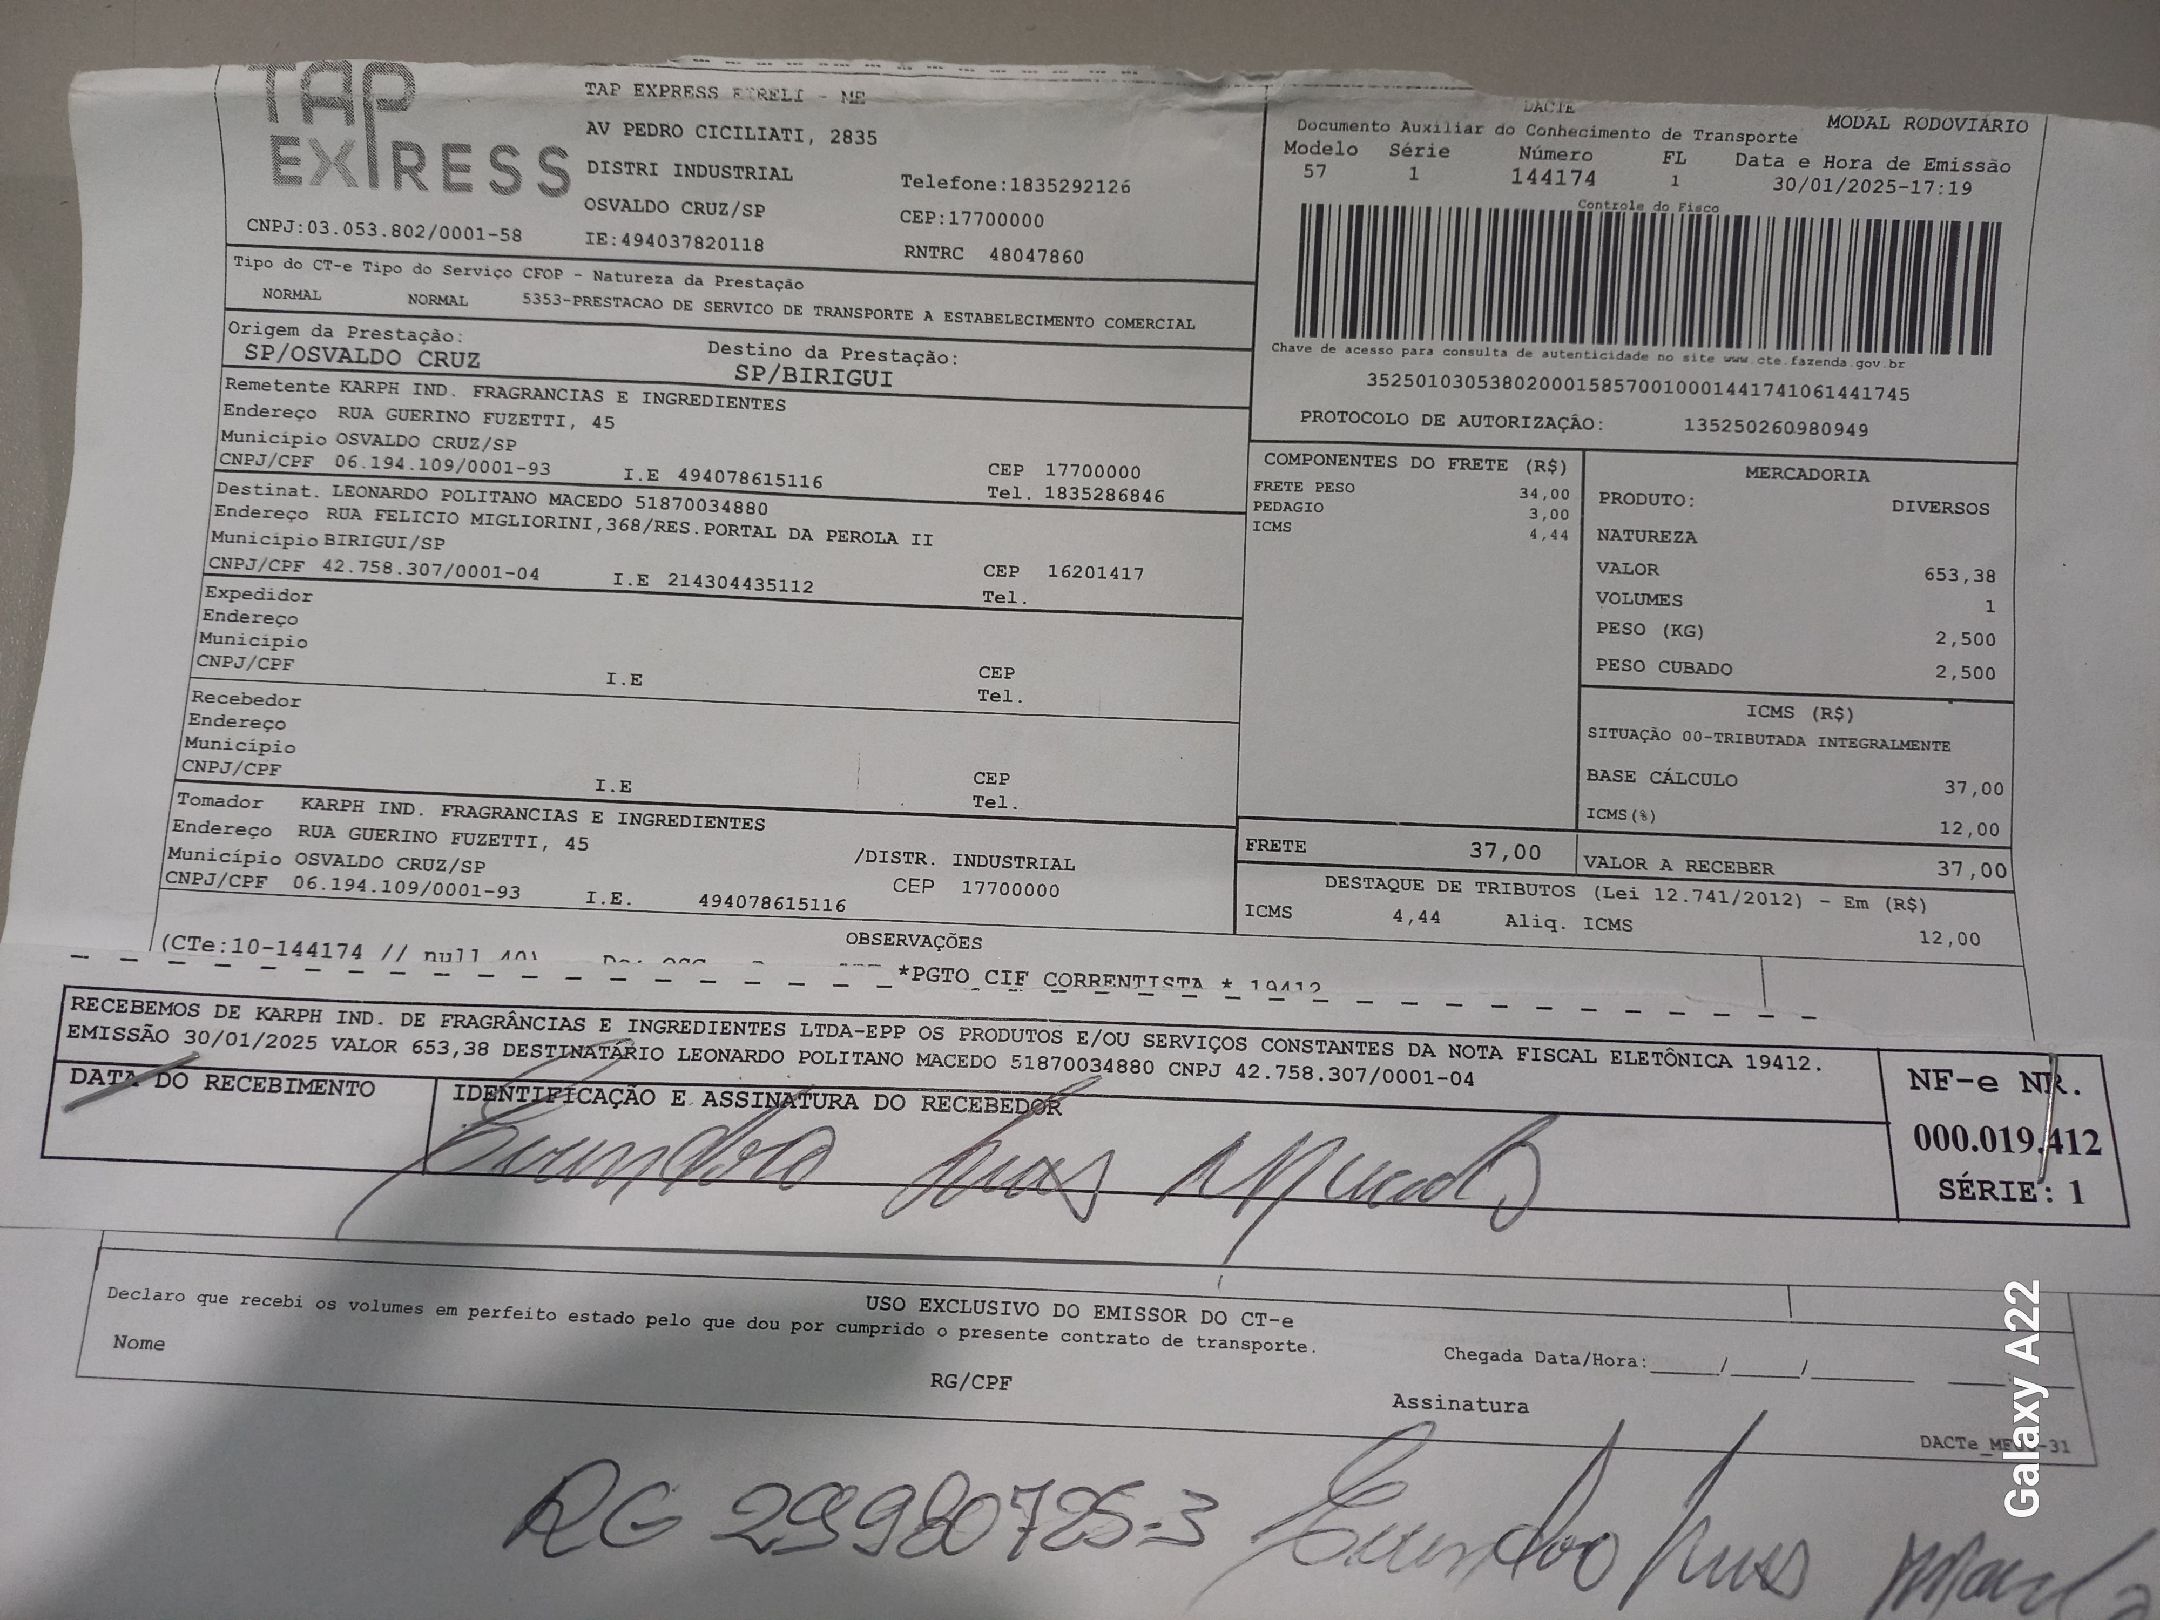 TAP
EXPRESS
TAP EXPRESS EIRELI - ME
AV PEDRO CICILIATI, 2835
DISTRI INDUSTRIAL
Telefone:1835292126
OSVALDO CRUZ/SP
CEP:17700000
CNPJ:03.053.802/0001-58
IE:494037820118
RNTRC 48047860
DACTE
MODAL RODOVIÁRIO
Documento Auxiliar do Conhecimento de Transporte
Modelo Série Número FL Data e Hora de Emissão
57 1 144174 1 30/01/2025-17:19
Controle do Fisco
Chave de acesso para consulta de autenticidade no site www.cte.fazenda.gov.br
35250103053802000158570010001441741061441745
PROTOCOLO DE AUTORIZAÇÃO: 135250260980949
Tipo do CT-e Tipo do Serviço CFOP - Natureza da Prestação
NORMAL NORMAL 5353-PRESTACAO DE SERVICO DE TRANSPORTE A ESTABELECIMENTO COMERCIAL
Origem da Prestação: Destino da Prestação:
SP/OSVALDO CRUZ SP/BIRIGUI
Remetente KARPH IND. FRAGRANCIAS E INGREDIENTES
Endereço RUA GUERINO FUZETTI, 45
Município OSVALDO CRUZ/SP CEP 17700000
CNPJ/CPF 06.194.109/0001-93 I.E 494078615116 Tel. 1835286846
Destinat. LEONARDO POLITANO MACEDO 51870034880
Endereço RUA FELICIO MIGLIORINI,368/RES.PORTAL DA PEROLA II
Município BIRIGUI/SP CEP 16201417
CNPJ/CPF 42.758.307/0001-04 I.E 214304435112 Tel.
Expedidor
Endereço
Município CEP
CNPJ/CPF I.E Tel.
Recebedor
Endereço
Município CEP
CNPJ/CPF I.E Tel.
Tomador KARPH IND. FRAGRANCIAS E INGREDIENTES
Endereço RUA GUERINO FUZETTI, 45 /DISTR. INDUSTRIAL
Município OSVALDO CRUZ/SP CEP 17700000
CNPJ/CPF 06.194.109/0001-93 I.E. 494078615116
COMPONENTES DO FRETE (R$)
FRETE PESO 34,00
PEDAGIO 3,00
ICMS 4,44
MERCADORIA
PRODUTO: DIVERSOS
NATUREZA
VALOR 653,38
VOLUMES 1
PESO (KG) 2,500
PESO CUBADO 2,500
ICMS (R$)
SITUAÇÃO 00-TRIBUTADA INTEGRALMENTE
BASE CÁLCULO 37,00
ICMS(%) 12,00
FRETE 37,00 VALOR A RECEBER 37,00
DESTAQUE DE TRIBUTOS (Lei 12.741/2012) - Em (R$)
ICMS 4,44 Aliq. ICMS 12,00
OBSERVAÇÕES
(CTe:10-144174 // null 40)
*PGTO CIF CORRENTISTA * 19412
RECEBEMOS DE KARPH IND. DE FRAGRÂNCIAS E INGREDIENTES LTDA-EPP OS PRODUTOS E/OU SERVIÇOS CONSTANTES DA NOTA FISCAL ELETÔNICA 19412.
EMISSÃO 30/01/2025 VALOR 653,38 DESTINATÁRIO LEONARDO POLITANO MACEDO 51870034880 CNPJ 42.758.307/0001-04
DATA DO RECEBIMENTO
IDENTIFICAÇÃO E ASSINATURA DO RECEBEDOR
NF-e NR.
000.019.412
SÉRIE: 1
USO EXCLUSIVO DO EMISSOR DO CT-e
Declaro que recebi os volumes em perfeito estado pelo que dou por cumprido o presente contrato de transporte.
Nome RG/CPF Assinatura
Chegada Data/Hora:_____/_____/_______ ___:___
RG 29980725-3
Galaxy A22